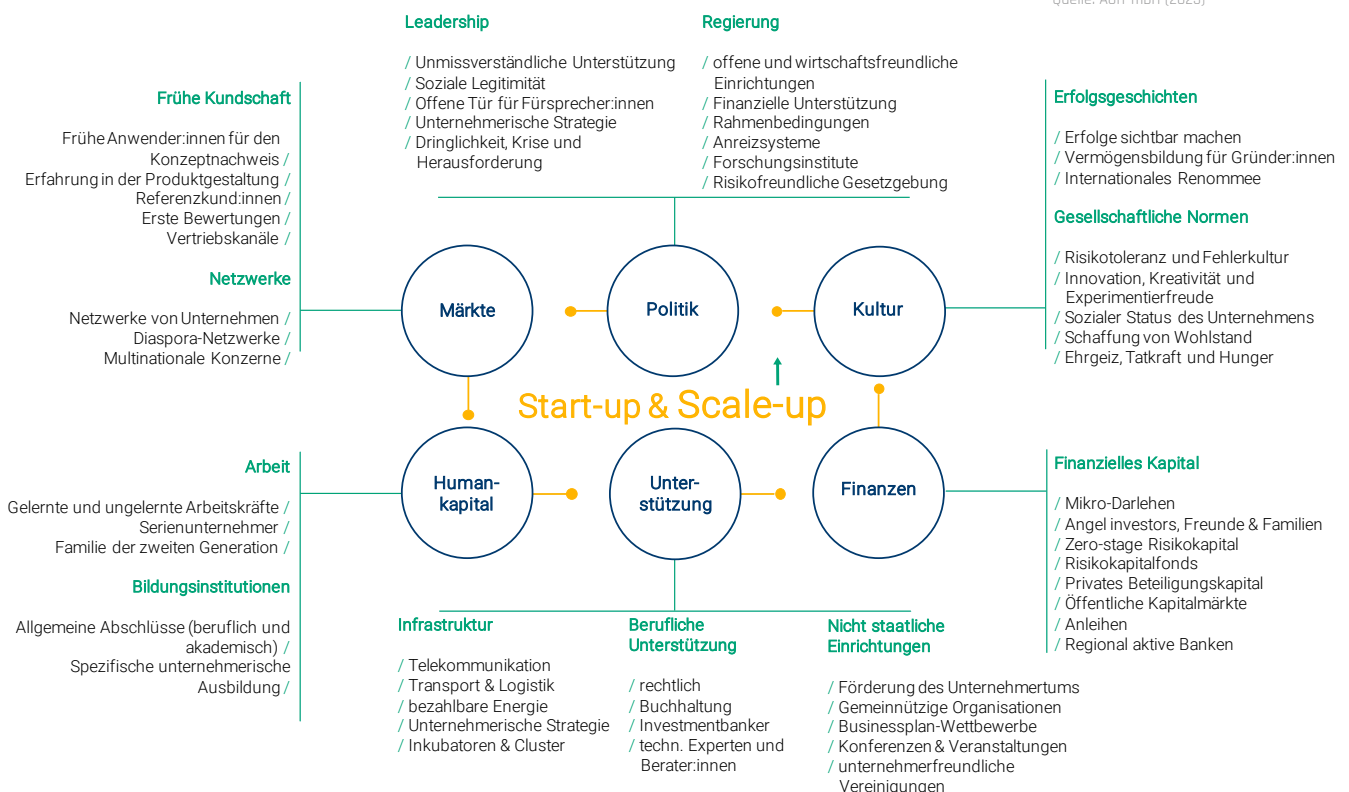 Quelle: ADH mbH (2023)
Leadership
/ Unmissverständliche Unterstützung
/ Soziale Legitimität
/ Offene Tür für Fürsprecher:innen
/ Unternehmerische Strategie
/ Dringlichkeit, Krise und
Herausforderung
Regierung
/ offene und wirtschaftsfreundliche
Einrichtungen
/ Finanzielle Unterstützung
/ Rahmenbedingungen
/ Anreizsysteme
/ Forschungsinstitute
/ Risikofreundliche Gesetzgebung
Frühe Kundschaft
Frühe Anwender:innen für den
Konzeptnachweis /
Erfahrung in der Produktgestaltung /
Referenzkund:innen
Erste Bewertungen /
Vertriebskanäle /
Netzwerke
Netzwerke von Unternehmen /
Diaspora-Netzwerke /
Multinationale Konzerne /
Erfolgsgeschichten
/ Erfolge sichtbar machen
/ Vermögensbildung für Gründer:innen
/ Internationales Renommee
Gesellschaftliche Normen
/ Risikotoleranz und Fehlerkultur
/ Innovation, Kreativität und
Experimentierfreude
/ Sozialer Status des Unternehmens
/ Schaffung von Wohlstand
/ Ehrgeiz, Tatkraft und Hunger
Märkte
Politik
Kultur
Start-up & Scale-up
Human-
kapital
Unter-
stützung
Finanzen
Arbeit
Gelernte und ungelernte Arbeitskräfte /
Serienunternehmer /
Familie der zweiten Generation /
Bildungsinstitutionen
Allgemeine Abschlüsse (beruflich und
akademisch) /
Spezifische unternehmerische
Ausbildung /
Finanzielles Kapital
/ Mikro-Darlehen
/ Angel investors, Freunde & Familien
/ Zero-stage Risikokapital
/ Risikokapitalfonds
/ Privates Beteiligungskapital
/ Öffentliche Kapitalmärkte
/ Anleihen
/ Regional aktive Banken
Infrastruktur
/ Telekommunikation
/ Transport & Logistik
/ bezahlbare Energie
/ Unternehmerische Strategie
/ Inkubatoren & Cluster
Berufliche
Unterstützung
/ rechtlich
/ Buchhaltung
/ Investmentbanker
/ techn. Experten und
Berater:innen
Nicht staatliche
Einrichtungen
/ Förderung des Unternehmertums
/ Gemeinnützige Organisationen
/ Businessplan-Wettbewerbe
/ Konferenzen & Veranstaltungen
/ unternehmerfreundliche
Vereinigungen